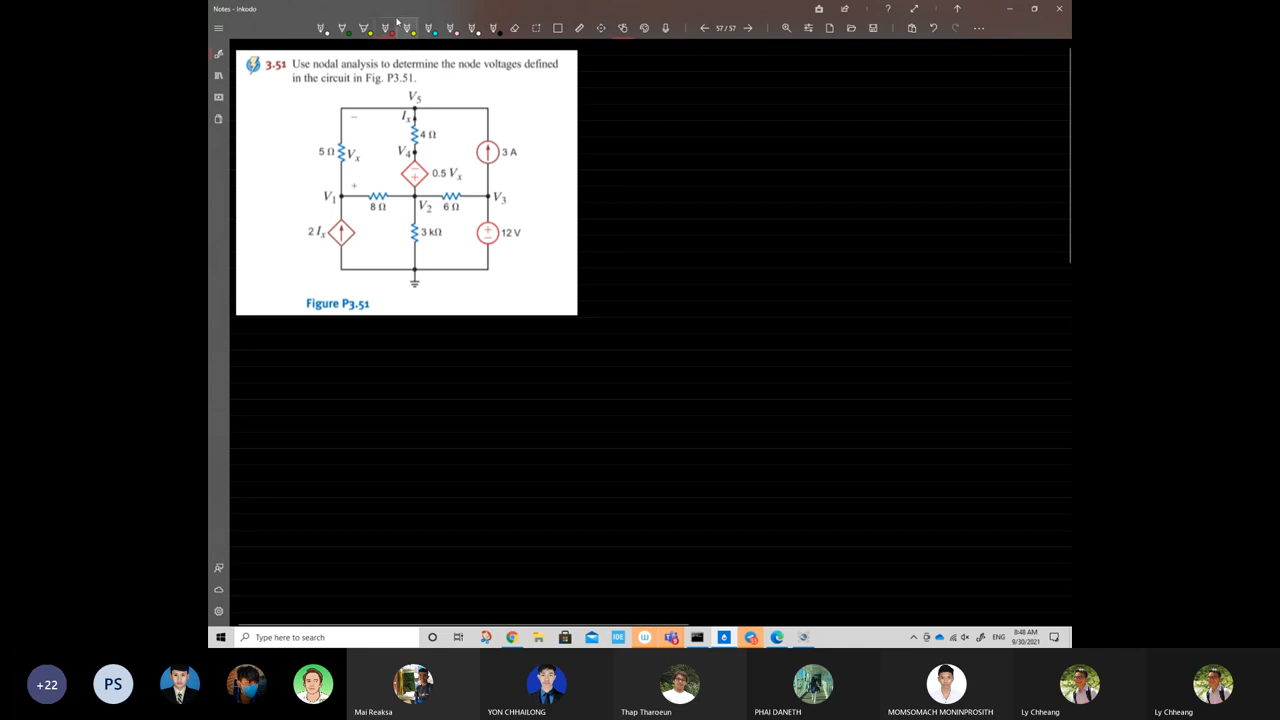 Notes - Inkodo
57 / 57
3.51 Use nodal analysis to determine the node voltages defined
in the circuit in Fig. P3.51.
V5
Ix
4 Ω
5 Ω
Vx
V4
3 A
0.5 Vx
V1
8 Ω
V2
6 Ω
V3
2 Ix
3 kΩ
12 V
Figure P3.51
Type here to search
IDE
ENG
8:48 AM
9/30/2021
+22
PS
Mai Reaksa
YON CHHAILONG
Thap Tharoeun
PHAI DANETH
MOMSOMACH MONINPROSITH
Ly Chheang
Ly Chheang